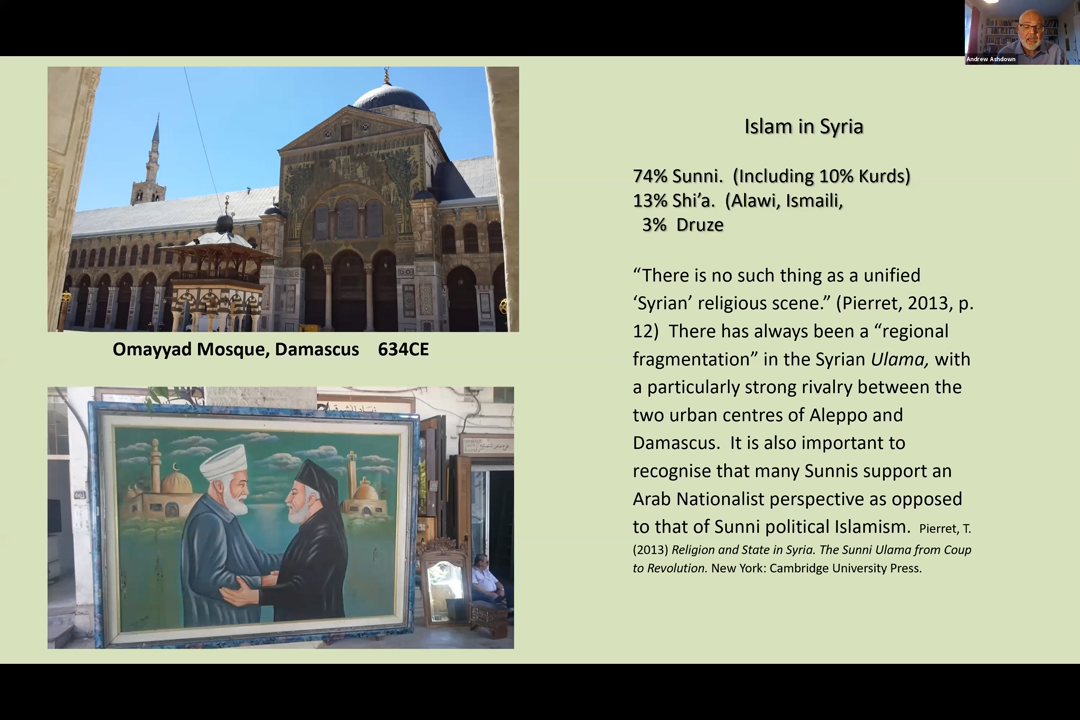 Andrew Ashdown
Islam in Syria
74% Sunni.  (Including 10% Kurds)
13% Shi’a.  (Alawi, Ismaili,
3%  Druze
“There is no such thing as a unified
‘Syrian’ religious scene.” (Pierret, 2013, p.
12)  There has always been a “regional
fragmentation” in the Syrian Ulama, with
a particularly strong rivalry between the
two urban centres of Aleppo and
Damascus.  It is also important to
recognise that many Sunnis support an
Arab Nationalist perspective as opposed
to that of Sunni political Islamism.  Pierret, T.
(2013) Religion and State in Syria. The Sunni Ulama from Coup
to Revolution. New York: Cambridge University Press.
Omayyad Mosque, Damascus    634CE